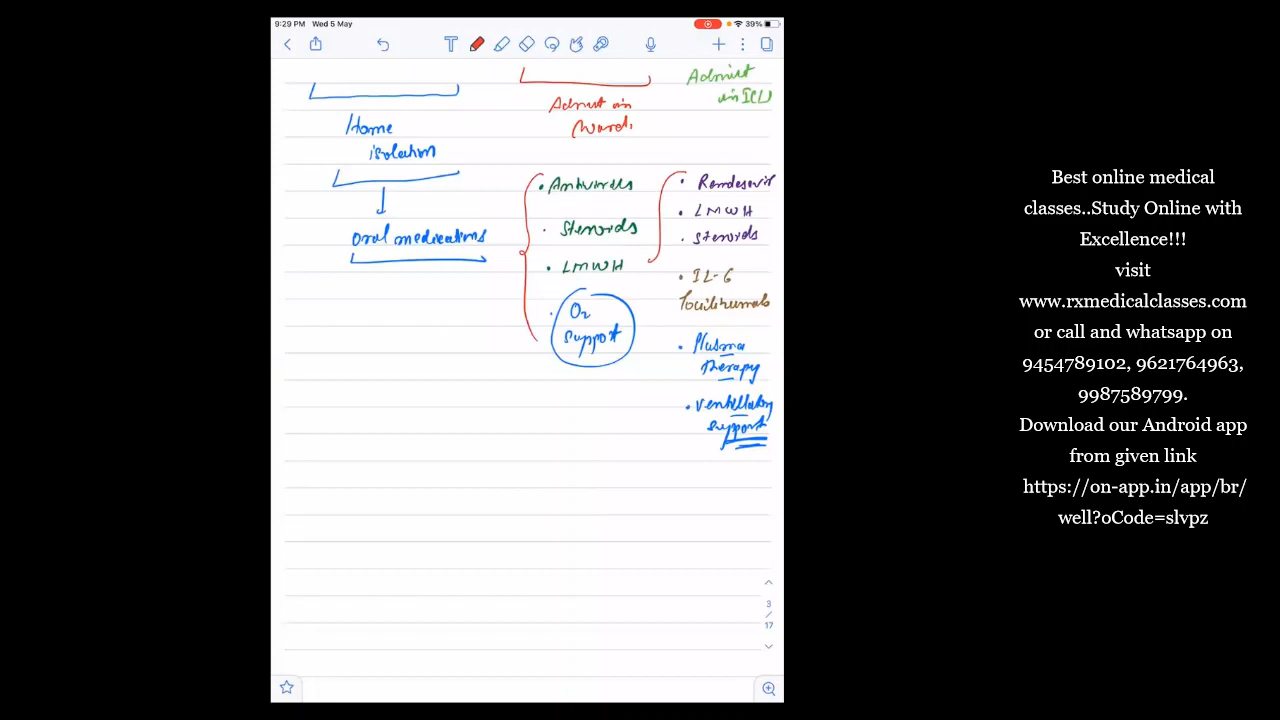 9:29 PM Wed 5 May
39%
Admit
in ICU
Admit in
Ward.
Home
isolation
Oral medications
• Antivirals
• Steroids
• LMWH
• O₂
support
• Remdesivir
• LMWH
• Steroids
• IL-6
Tocilizumab
• Plasma
therapy
• Ventillatory
support
3
/
17
Best online medical
classes..Study Online with
Excellence!!!
visit
www.rxmedicalclasses.com
or call and whatsapp on
9454789102, 9621764963,
9987589799.
Download our Android app
from given link
https://on-app.in/app/br/
well?oCode=slvpz